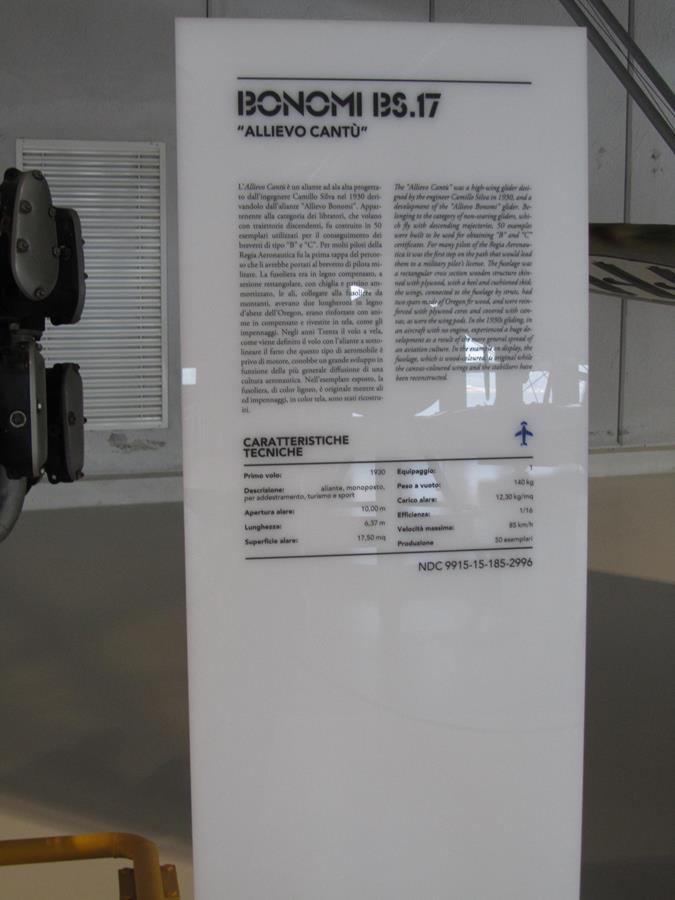 BONOMI BS.17
"ALLIEVO CANTÙ"
L'Allievo Cantù è un aliante ad ala alta progetta-
to dall'ingegnere Camillo Silva nel 1930 deri-
vandolo dall'aliante "Allievo Bonomi". Appar-
tenente alla categoria dei libratori, che volano
con traiettorie discendenti, fu costruito in 50
esemplari utilizzati per il conseguimento dei
brevetti di tipo "B" e "C". Per molti piloti della
Regia Aeronautica fu la prima tappa del percor-
so che li avrebbe portati al brevetto di pilota mi-
litare. La fusoliera era in legno compensato, a
sezione rettangolare, con chiglia e pattino am-
mortizzato, le ali, collegate alla fusoliche da
montanti, avevano due longheroni in legno
d'abete dell'Oregon, erano rinforzate con ani-
me in compensato e rivestite in tela, come gli
impennaggi. Negli anni Trenta il volo a vela,
come viene definito il volo con l'aliante a sotto-
lineare il fatto che questo tipo di aeromobile è
privo di motore, conobbe un grande sviluppo in
funzione della più generale diffusione di una
cultura aeronautica. Nell'esemplare esposto, la
fusoliera, di color ligneo, è originale mentre ali
ed impennaggi, in color tela, sono stati ricostru-
iti.
The "Allievo Cantù" was a high-wing glider desi-
gned by the engineer Camillo Silva in 1930, and a
development of the "Allievo Bonomi" glider. Be-
longing to the category of non-soaring gliders, whi-
ch fly with descending trajectories, 50 examples
were built to be used for obtaining "B" and "C"
certificates. For many pilots of the Regia Aeronau-
tica it was the first step on the path that would lead
them to a military pilot's license. The fuselage was
a rectangular cross section wooden structure skin-
ned with plywood, with a keel and cushioned skid;
the wings, connected to the fuselage by struts, had
two spars made of Oregon fir wood, and were rein-
forced with plywood cores and covered with can-
vas, as were the wing pods. In the 1930s gliding, in
an aircraft with no engine, experienced a huge de-
velopment as a result of the more general spread of
an aviation culture. In the example on display, the
fuselage, which is wood-coloured, is original while
the canvas-coloured wings and the stabilisers have
been reconstructed.
CARATTERISTICHE
TECNICHE
Primo volo: 1930
Descrizione: aliante, monoposto,
per addestramento, turismo e sport
Apertura alare: 10,00 m
Lunghezza: 6,37 m
Superficie alare: 17,50 mq
Equipaggio: 1
Peso a vuoto: 140 kg
Carico alare: 12,30 kg/mq
Efficienza: 1/16
Velocità massima: 85 km/h
Produzione 50 esemplari
NDC 9915-15-185-2996